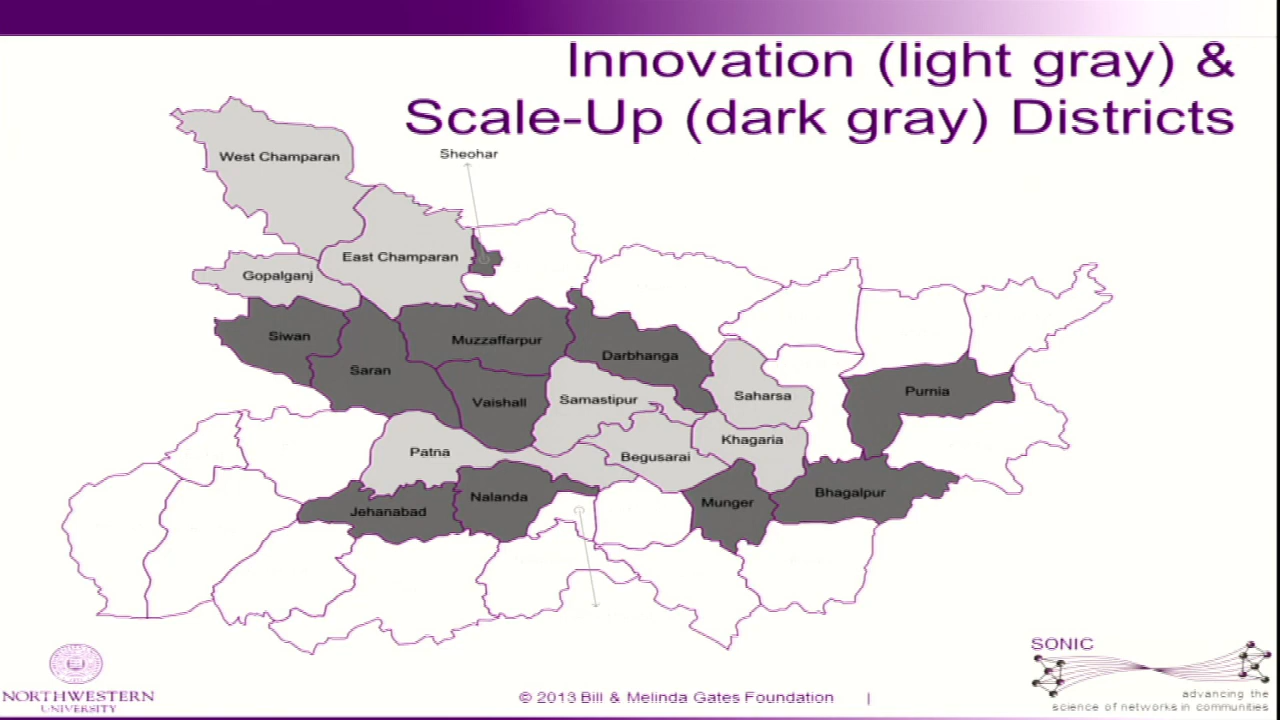 Innovation (light gray) &
Scale-Up (dark gray) Districts
Sheohar
West Champaran
East Champaran
Gopalganj
Siwan
Muzzaffarpur
Darbhanga
Saran
Purnia
Saharsa
Samastipur
Vaishall
Khagaria
Patna
Begusarai
Bhagalpur
Nalanda
Munger
Jehanabad
SONIC
advancing the
science of networks in communities
NORTHWESTERN
UNIVERSITY
© 2013 Bill & Melinda Gates Foundation |